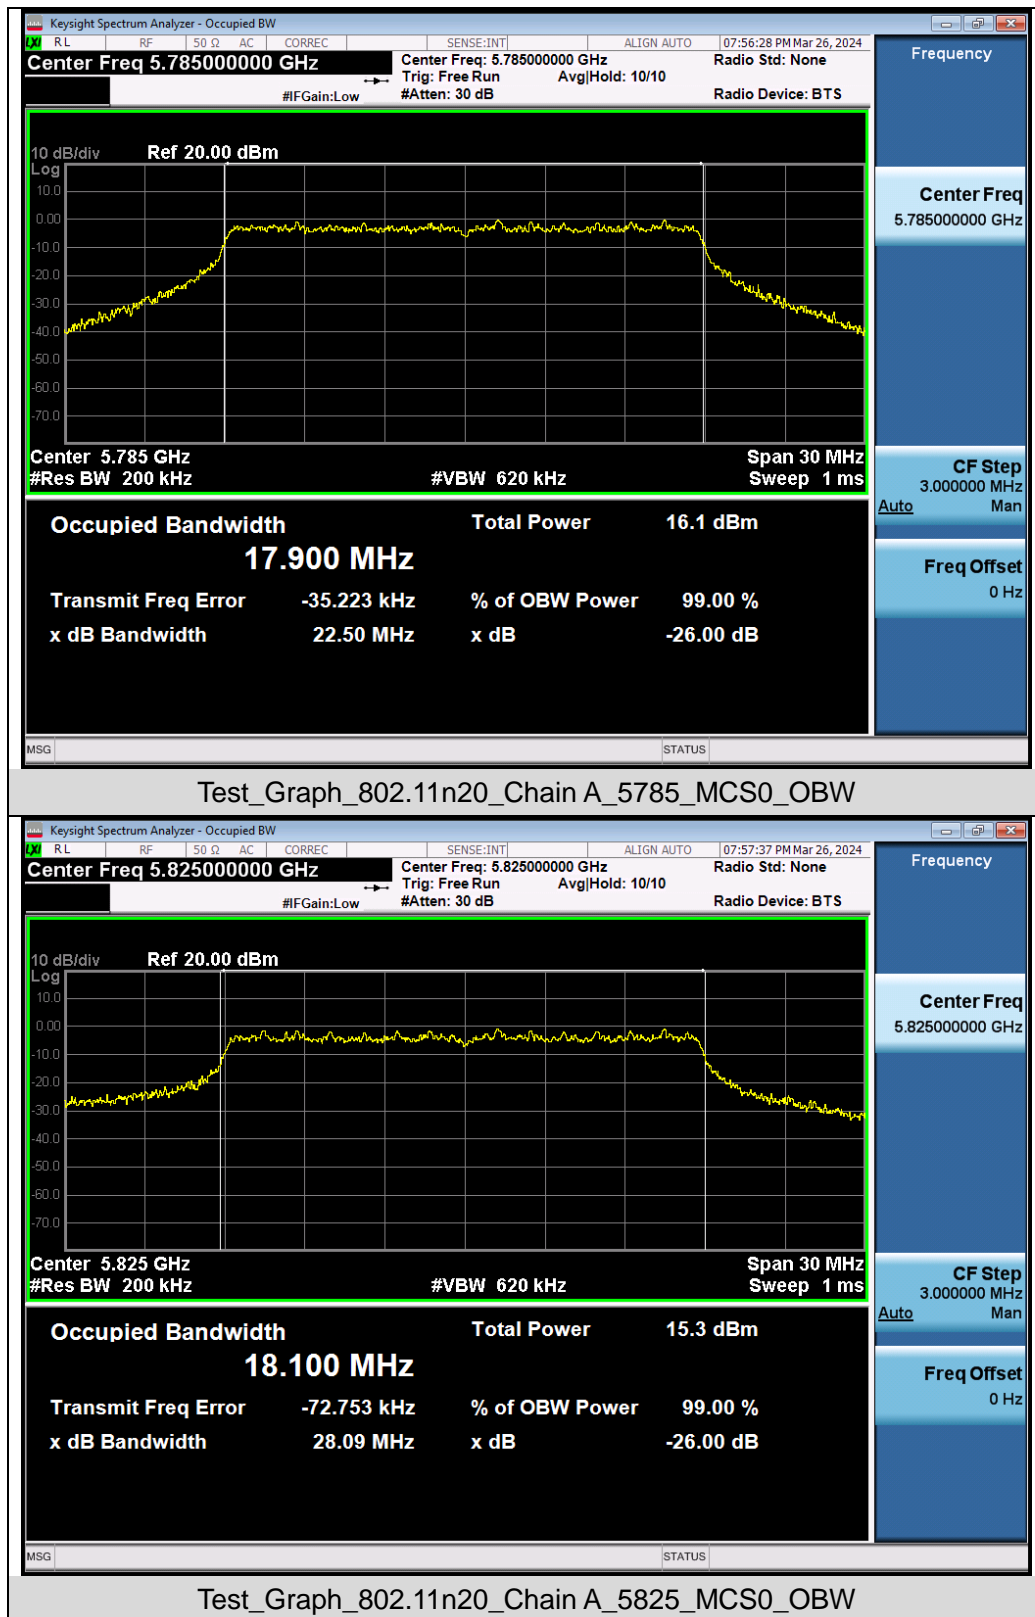 Keysight Spectrum Analyzer - Occupied BW
LXI RL RF 50 Ω AC CORREC SENSE:INT ALIGN AUTO 07:56:28 PM Mar 26, 2024
Center Freq 5.785000000 GHz Center Freq: 5.785000000 GHz Radio Std: None
Trig: Free Run Avg|Hold: 10/10
#IFGain:Low #Atten: 30 dB Radio Device: BTS
10 dB/div Ref 20.00 dBm
Log
10.0
0.00
-10.0
-20.0
-30.0
-40.0
-50.0
-60.0
-70.0
Center 5.785 GHz Span 30 MHz
#Res BW 200 kHz #VBW 620 kHz Sweep 1 ms
Occupied Bandwidth Total Power 16.1 dBm
17.900 MHz
Transmit Freq Error -35.223 kHz % of OBW Power 99.00 %
x dB Bandwidth 22.50 MHz x dB -26.00 dB
Frequency
Center Freq
5.785000000 GHz
CF Step
3.000000 MHz
Auto Man
Freq Offset
0 Hz
MSG STATUS
Test_Graph_802.11n20_Chain A_5785_MCS0_OBW
Keysight Spectrum Analyzer - Occupied BW
LXI RL RF 50 Ω AC CORREC SENSE:INT ALIGN AUTO 07:57:37 PM Mar 26, 2024
Center Freq 5.825000000 GHz Center Freq: 5.825000000 GHz Radio Std: None
Trig: Free Run Avg|Hold: 10/10
#IFGain:Low #Atten: 30 dB Radio Device: BTS
10 dB/div Ref 20.00 dBm
Log
10.0
0.00
-10.0
-20.0
-30.0
-40.0
-50.0
-60.0
-70.0
Center 5.825 GHz Span 30 MHz
#Res BW 200 kHz #VBW 620 kHz Sweep 1 ms
Occupied Bandwidth Total Power 15.3 dBm
18.100 MHz
Transmit Freq Error -72.753 kHz % of OBW Power 99.00 %
x dB Bandwidth 28.09 MHz x dB -26.00 dB
Frequency
Center Freq
5.825000000 GHz
CF Step
3.000000 MHz
Auto Man
Freq Offset
0 Hz
MSG STATUS
Test_Graph_802.11n20_Chain A_5825_MCS0_OBW